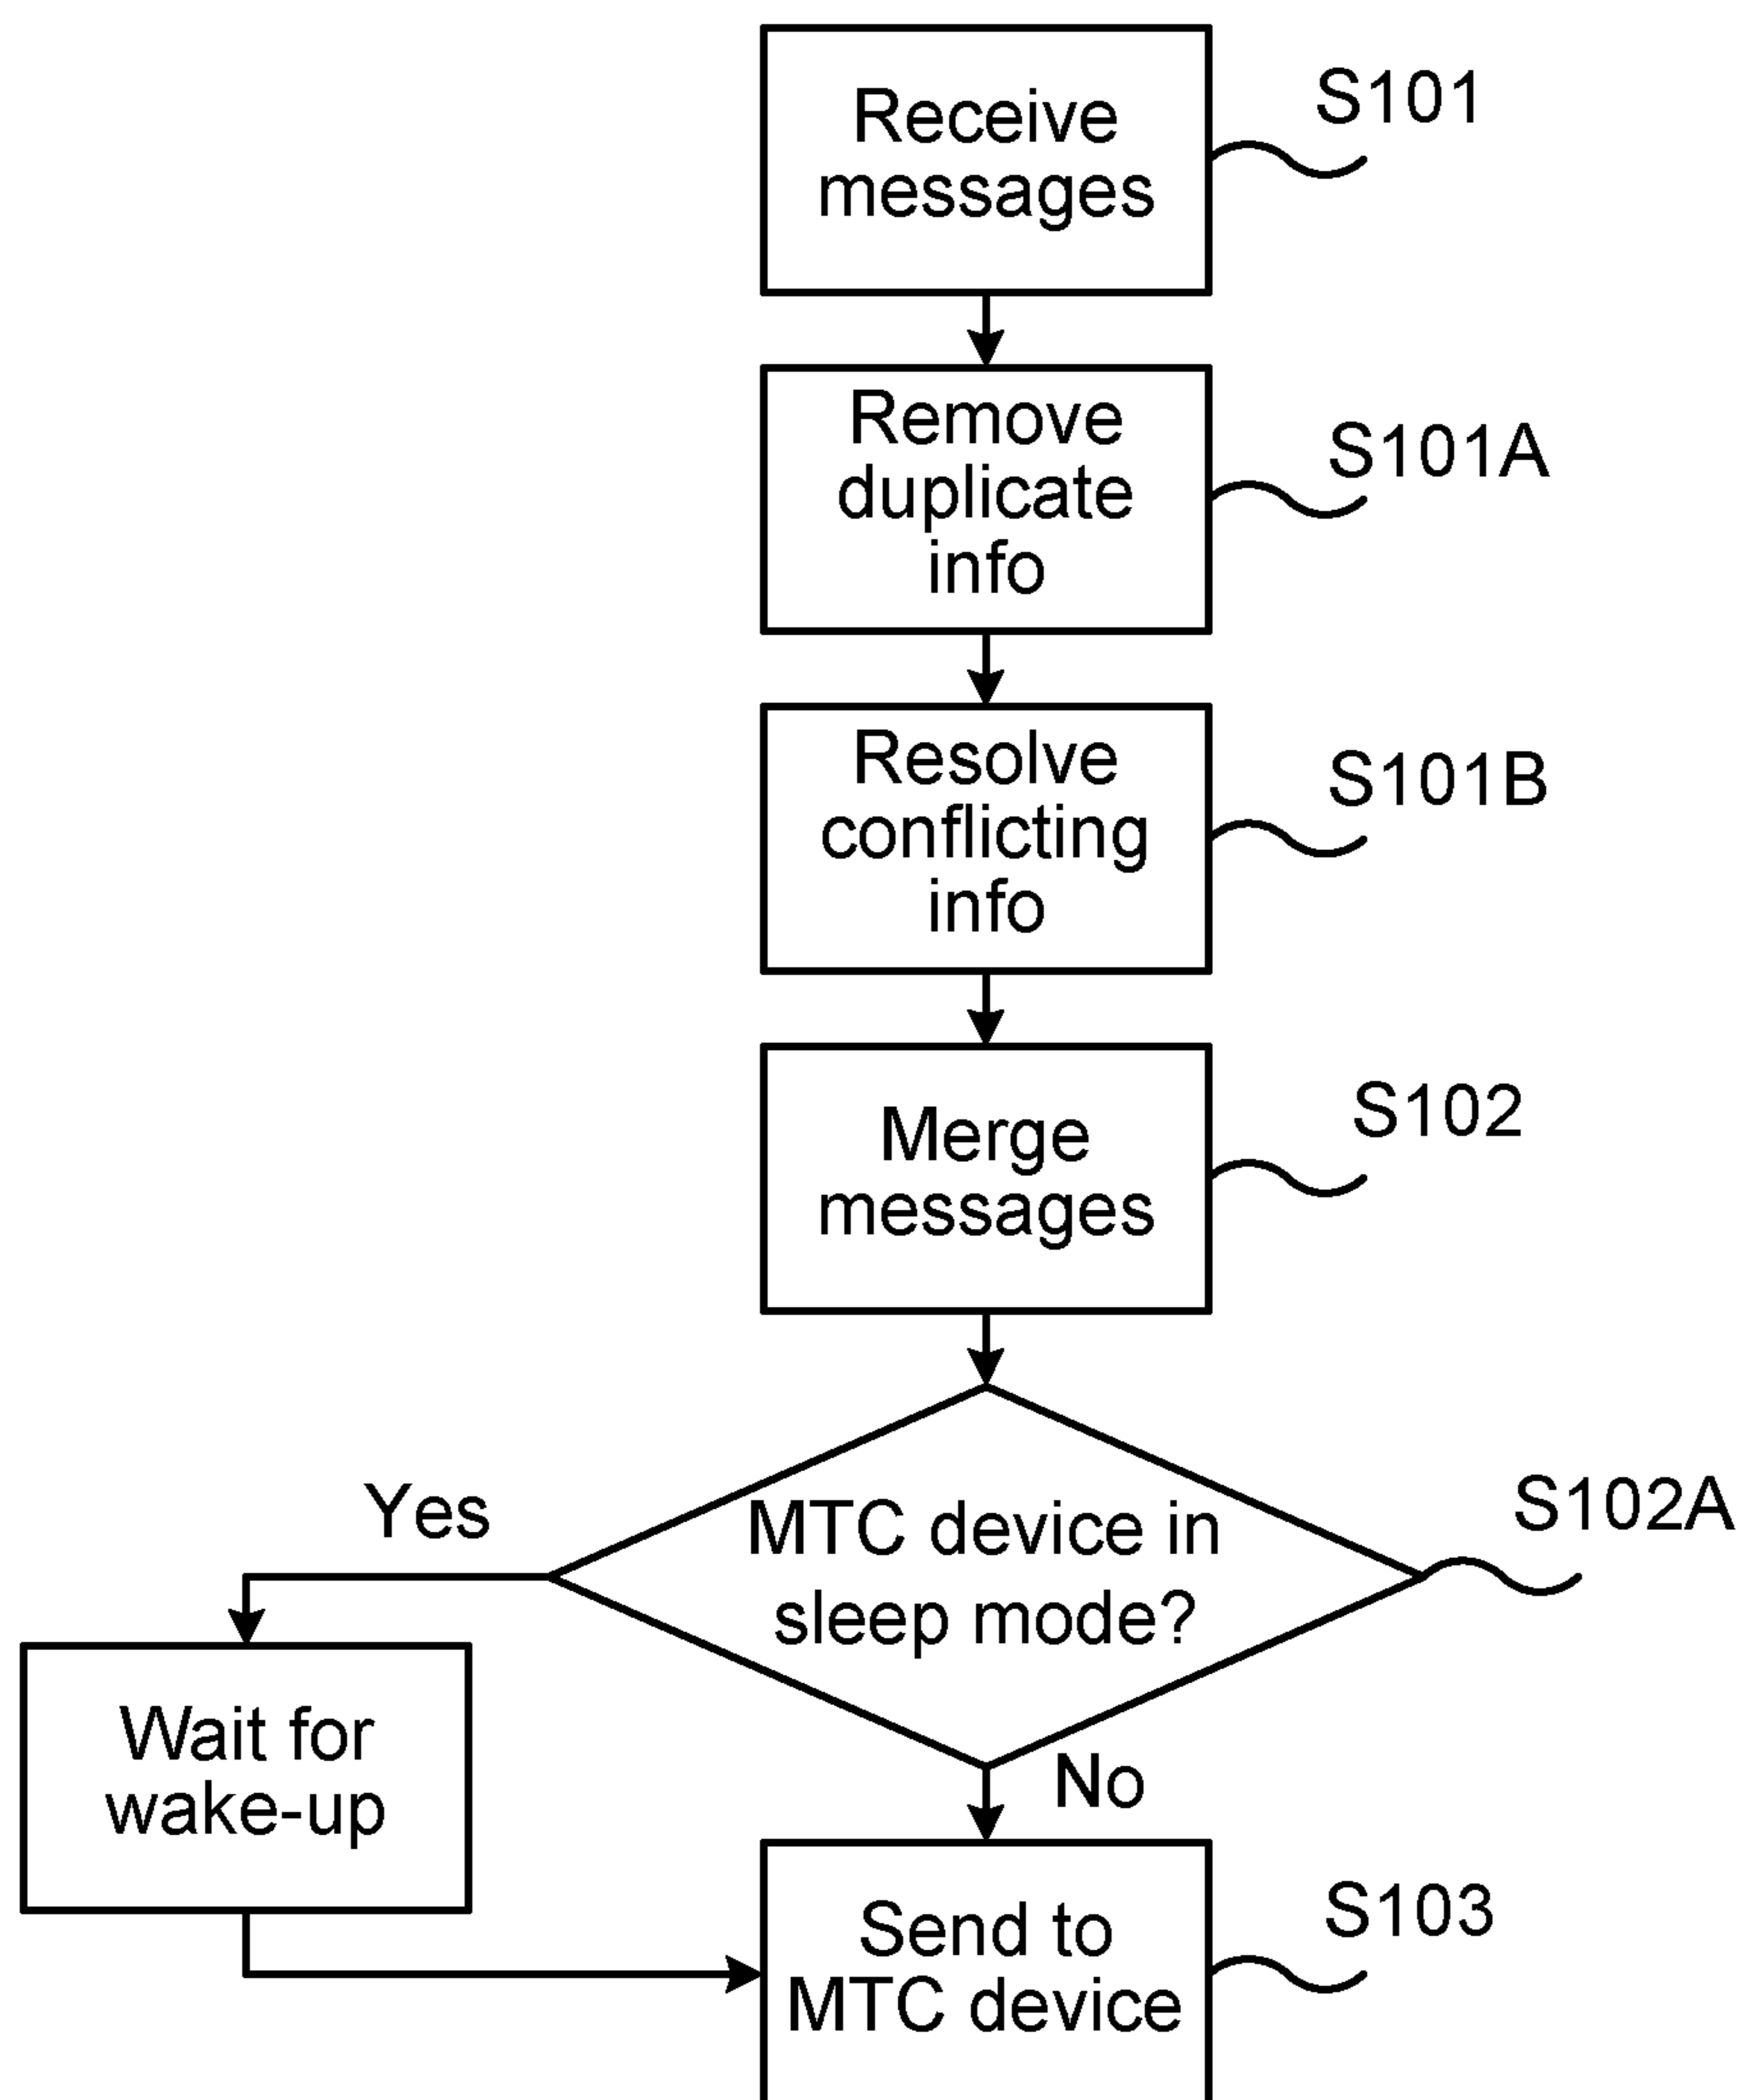 Receive
messages
S101
Remove
duplicate
info
S101A
Resolve
conflicting
info
S101B
Merge
messages
S102
MTC device in
sleep mode?
S102A
Yes
No
Wait for
wake-up
Send to
MTC device
S103